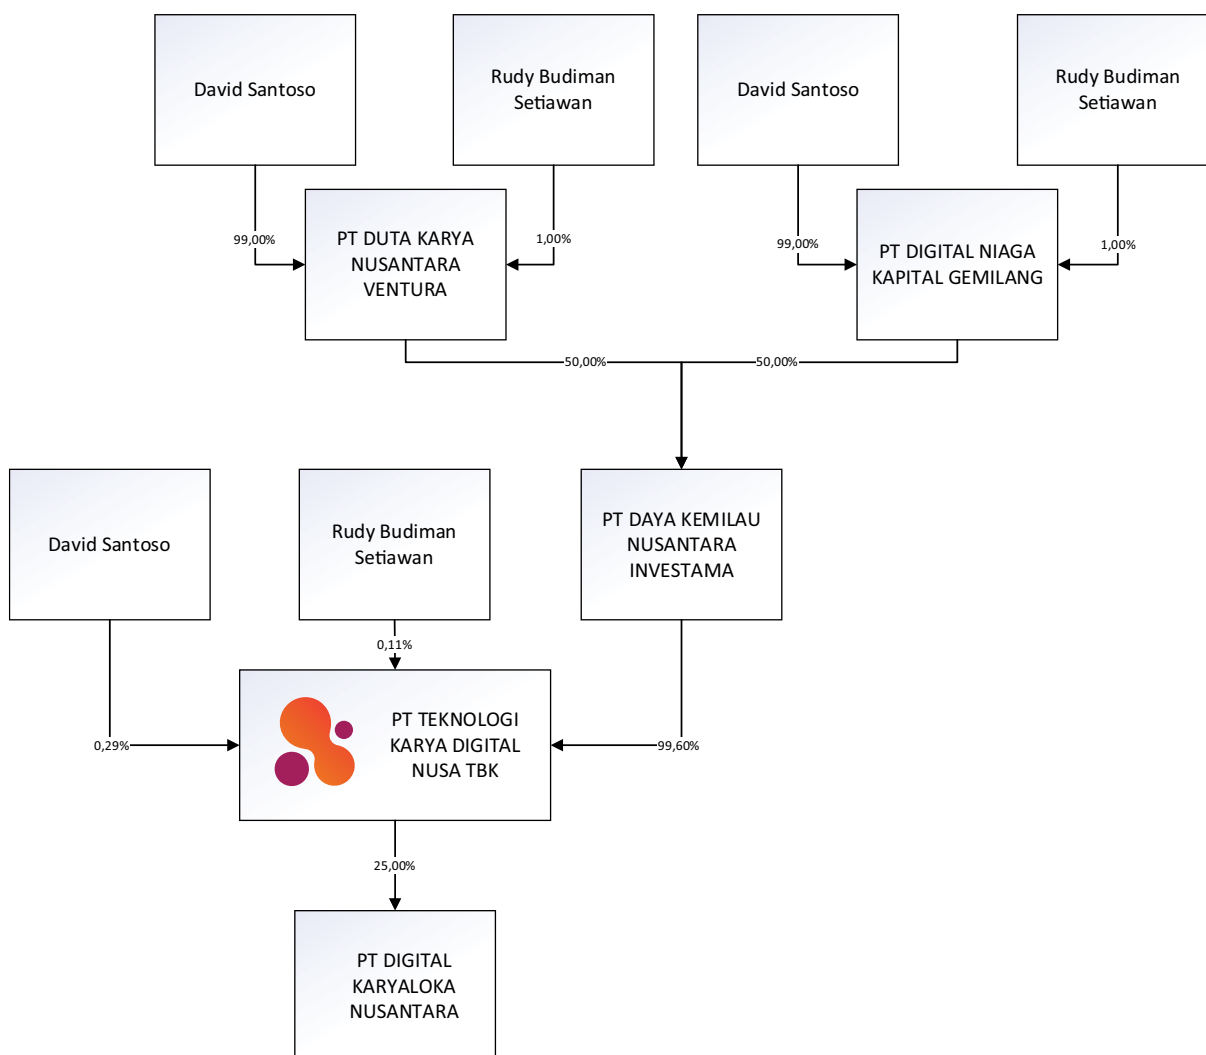 David Santoso
Rudy Budiman
Setiawan
David Santoso
Rudy Budiman
Setiawan
99,00%
PT DUTA KARYA
NUSANTARA
VENTURA
1,00%
99,00%
PT DIGITAL NIAGA
KAPITAL GEMILANG
1,00%
50,00%
50,00%
David Santoso
Rudy Budiman
Setiawan
PT DAYA KEMILAU
NUSANTARA
INVESTAMA
0,11%
0,29%
PT TEKNOLOGI
KARYA DIGITAL
NUSA TBK
99,60%
25,00%
PT DIGITAL
KARYALOKA
NUSANTARA